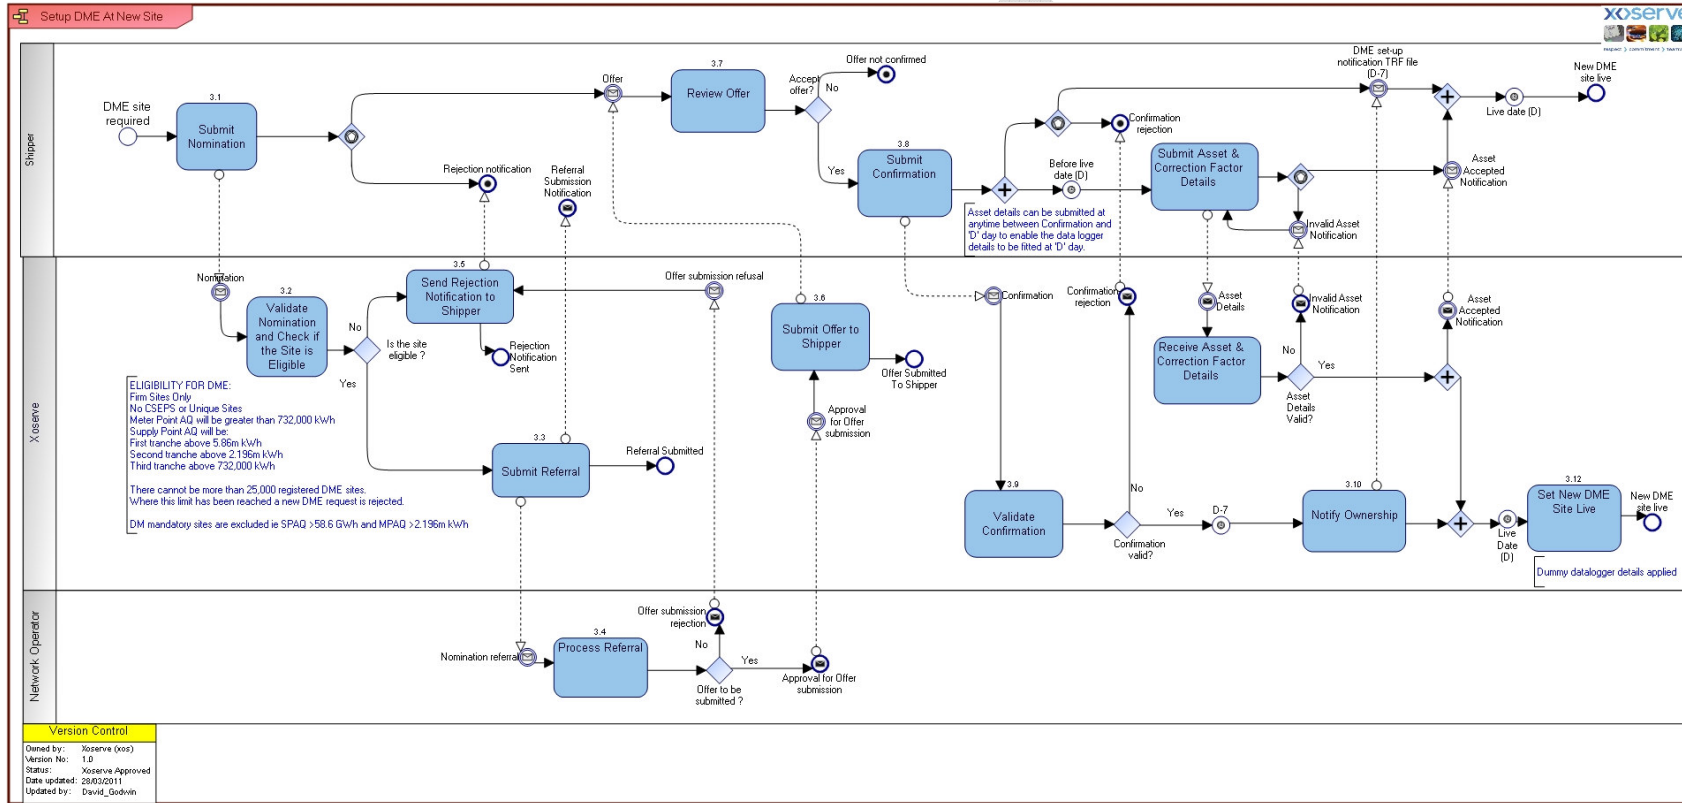 Setup DME At New Site
xoserve
respect > commitment > teamwork
Shipper
DME site
required
3.1
Submit
Nomination
Offer
Rejection notification
Referral
Submission
Notification
3.7
Review Offer
Accept
offer?
No
Offer not confirmed
Yes
3.8
Submit
Confirmation
Before live
date (D)
Confirmation
rejection
Asset details can be submitted at
anytime between Confirmation and
'D' day to enable the data logger
details to be fitted at 'D' day.
Submit Asset &
Correction Factor
Details
Invalid Asset
Notification
DME set-up
notification TRF file
(D-7)
Asset
Accepted
Notification
Live date (D)
New DME
site live
Xoserve
Nomination
3.2
Validate
Nomination
and Check if
the Site is
Eligible
No
Is the site
eligible ?
Yes
3.5
Send Rejection
Notification to
Shipper
Rejection
Notification
Sent
Offer submission refusal
3.6
Submit Offer to
Shipper
Offer Submitted
To Shipper
Approval
for Offer
submission
ELIGIBILITY FOR DME:
Firm Sites Only
No CSEPS or Unique Sites
Meter Point AQ will be greater than 732,000 kWh
Supply Point AQ will be:
First tranche above 5.86m kWh
Second tranche above 2.196m kWh
Third tranche above 732,000 kWh
There cannot be more than 25,000 registered DME sites.
Where this limit has been reached a new DME request is rejected.
DM mandatory sites are excluded ie SPAQ >58.6 GWh and MPAQ >2.196m kWh
3.3
Submit Referral
Referral Submitted
Confirmation
Confirmation
rejection
3.9
Validate
Confirmation
No
Yes
Confirmation
valid?
D-7
Asset
Details
Receive Asset &
Correction Factor
Details
Invalid Asset
Notification
No
Yes
Asset
Details
Valid?
Asset
Accepted
Notification
3.10
Notify Ownership
Live
Date
(D)
3.12
Set New DME
Site Live
New DME
site live
Dummy datalogger details applied
Network Operator
Nomination referral
3.4
Process Referral
Offer submission
rejection
No
Yes
Offer to be
submitted ?
Approval for Offer
submission
Version Control
Owned by: Xoserve (xos)
Version No: 1.0
Status: Xoserve Approved
Date updated: 28/03/2011
Updated by: David_Godwin